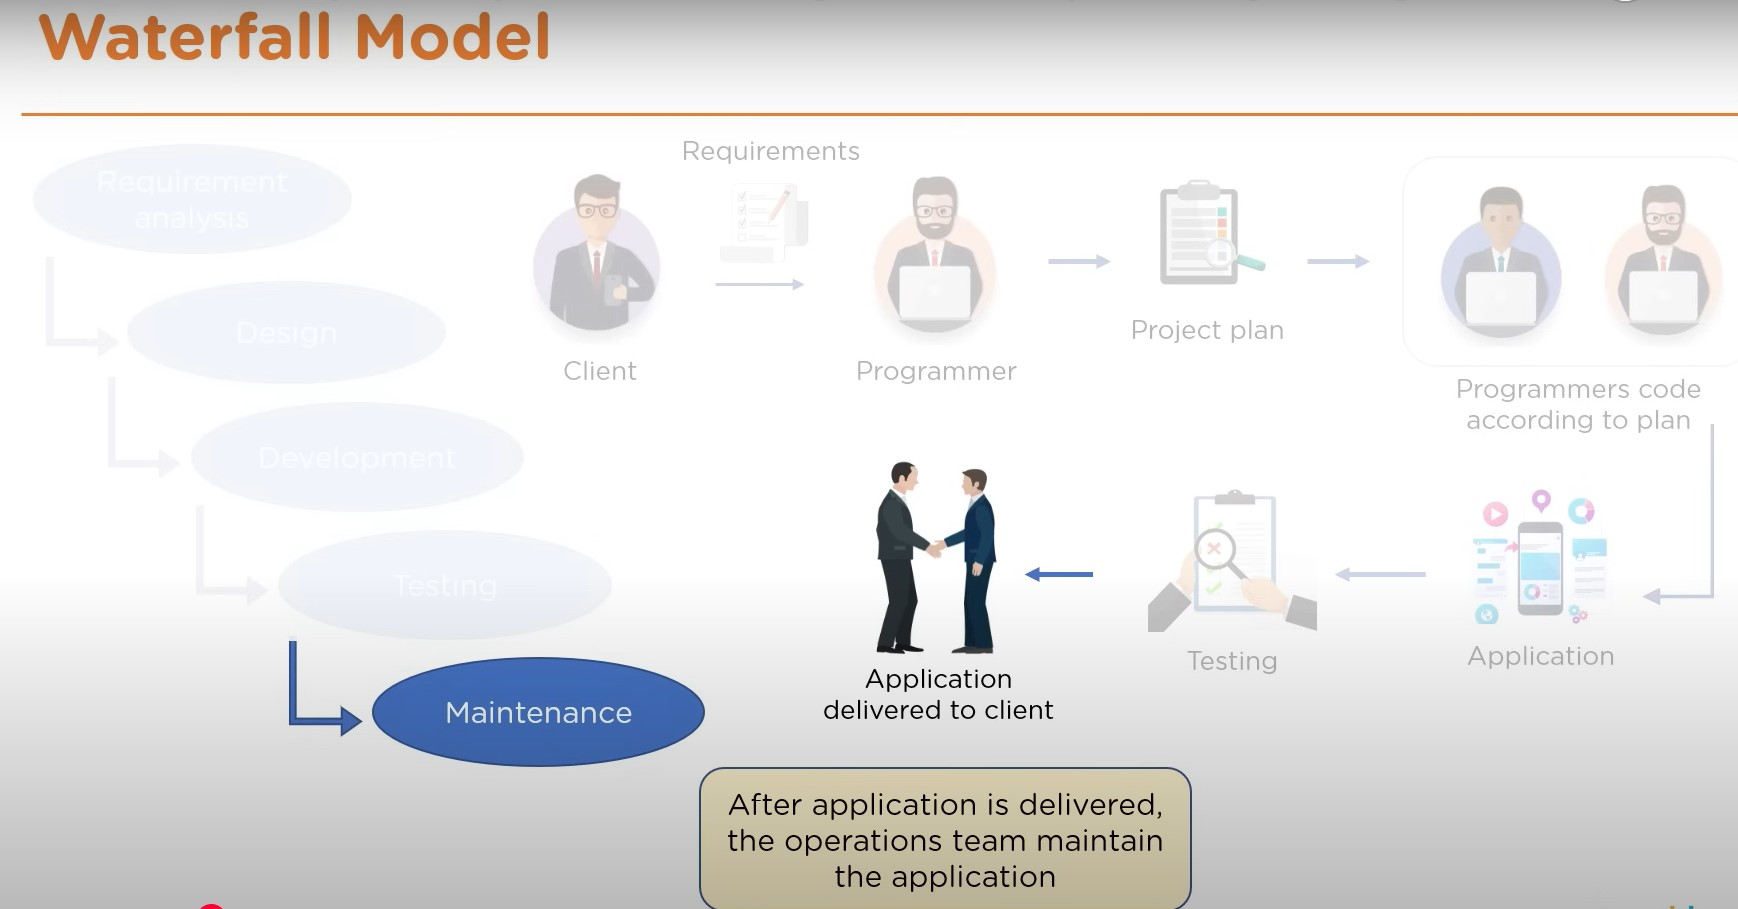 Waterfall Model
Requirement
analysis
Design
Development
Testing
Maintenance
Requirements
Client
Programmer
Project plan
Programmers code
according to plan
Application
Testing
Application
delivered to client
After application is delivered,
the operations team maintain
the application